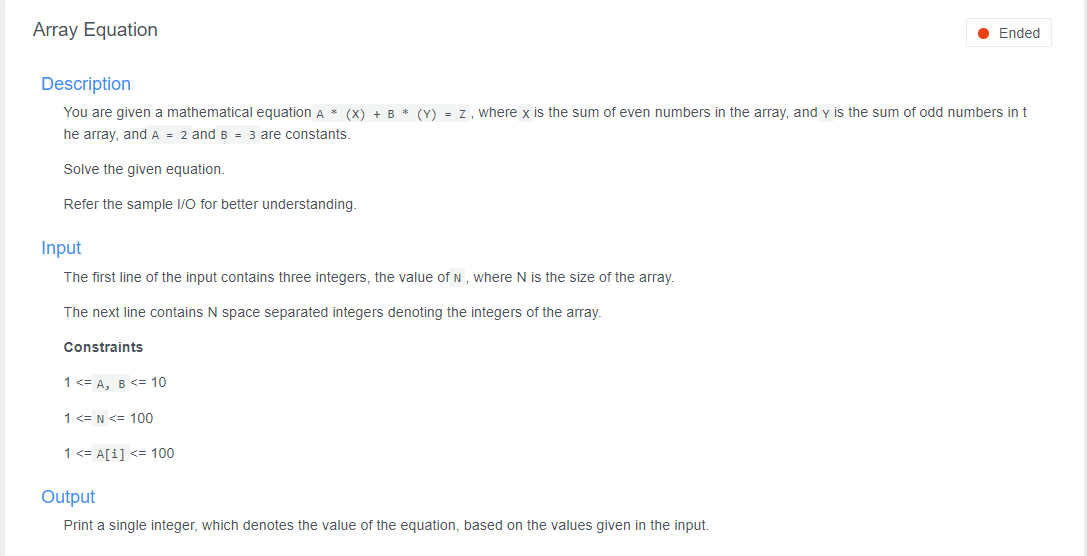 Array Equation
Ended
Description
You are given a mathematical equation A * (X) + B * (Y) = Z , where X is the sum of even numbers in the array, and Y is the sum of odd numbers in t
he array, and A = 2 and B = 3 are constants.
Solve the given equation.
Refer the sample I/O for better understanding.
Input
The first line of the input contains three integers, the value of N , where N is the size of the array.
The next line contains N space separated integers denoting the integers of the array.
Constraints
1 <= A, B <= 10
1 <= N <= 100
1 <= A[i] <= 100
Output
Print a single integer, which denotes the value of the equation, based on the values given in the input.